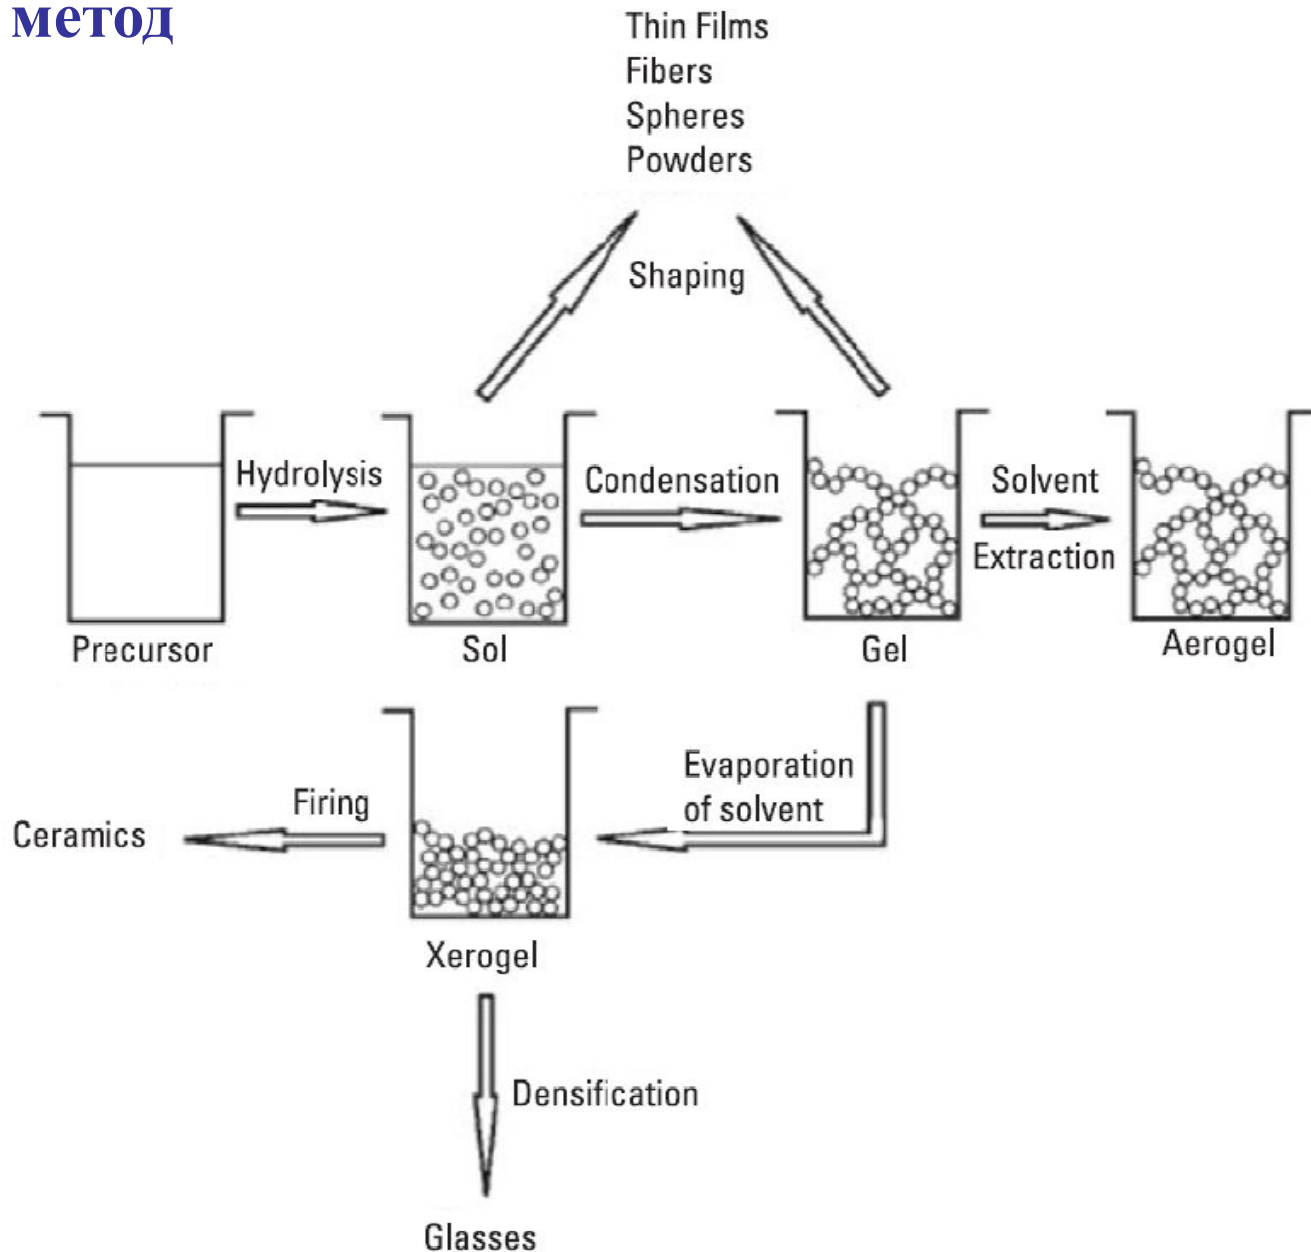 метод
Thin Films
Fibers
Spheres
Powders
Shaping
Hydrolysis
Condensation
Solvent
Extraction
Precursor
Sol
Gel
Aerogel
Evaporation
of solvent
Firing
Ceramics
Xerogel
Densification
Glasses